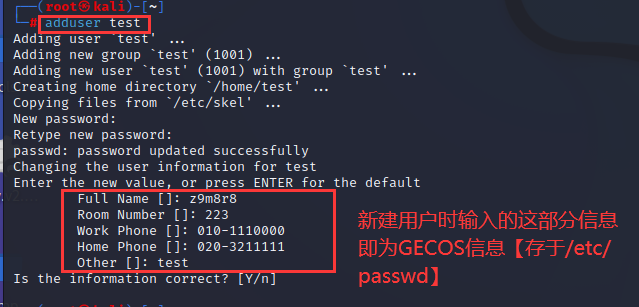 ┌──(root㉿kali)-[~]
└─# adduser test
Adding user `test' ...
Adding new group `test' (1001) ...
Adding new user `test' (1001) with group `test' ...
Creating home directory `/home/test' ...
Copying files from `/etc/skel' ...
New password:
Retype new password:
passwd: password updated successfully
Changing the user information for test
Enter the new value, or press ENTER for the default
Full Name []: z9m8r8
Room Number []: 223
Work Phone []: 010-1110000
Home Phone []: 020-3211111
Other []: test
Is the information correct? [Y/n]
新建用户时输入的这部分信息
即为GECOS信息【存于/etc/
passwd】